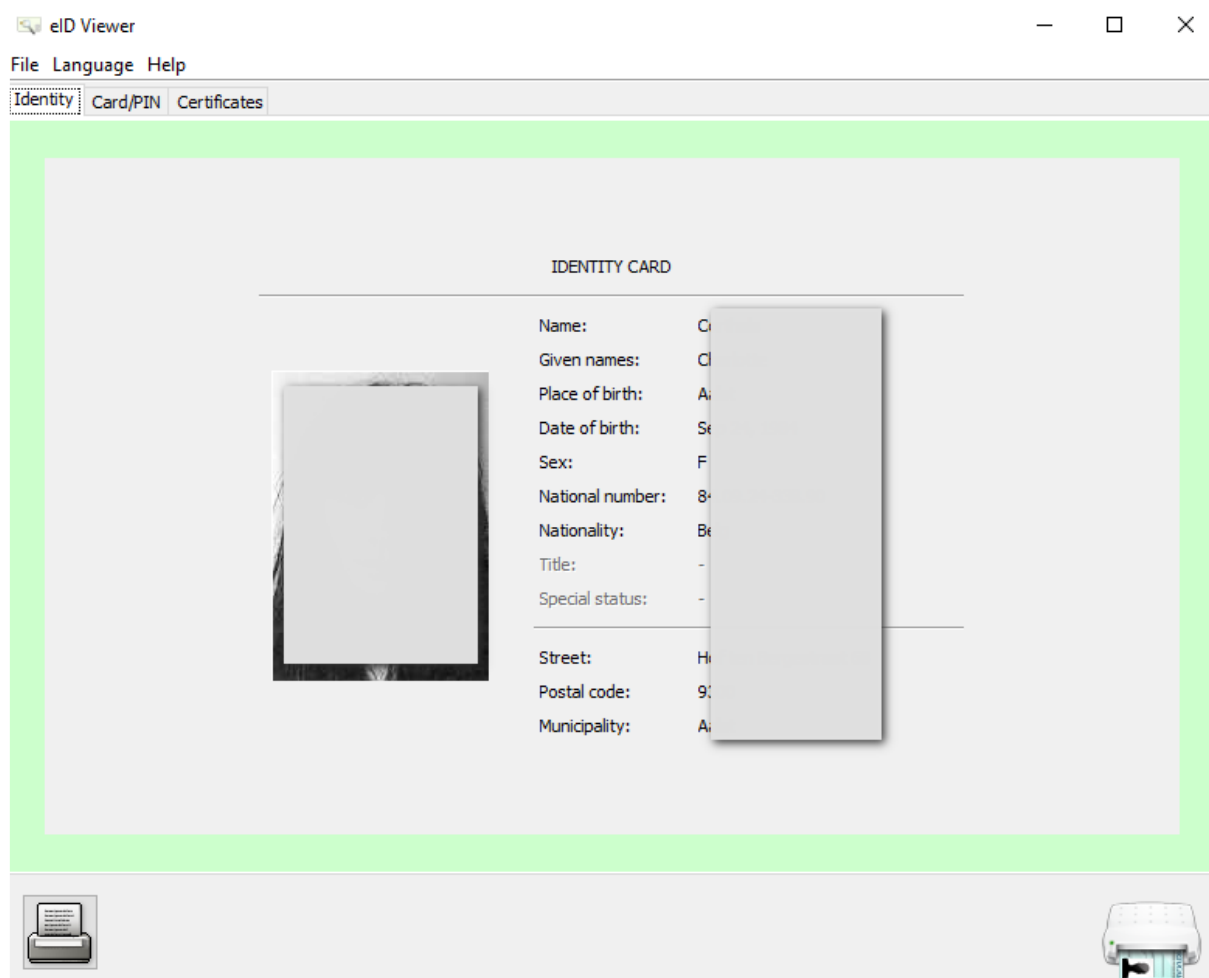 eID Viewer
File Language Help
Identity Card/PIN Certificates
IDENTITY CARD
Name:
Given names:
Place of birth:
Date of birth:
Sex: F
National number:
Nationality:
Title: -
Special status: -
Street:
Postal code:
Municipality: